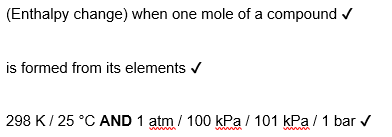 (Enthalpy change) when one mole of a compound ✓
is formed from its elements ✓
298 K / 25 °C AND 1 atm / 100 kPa / 101 kPa / 1 bar ✓